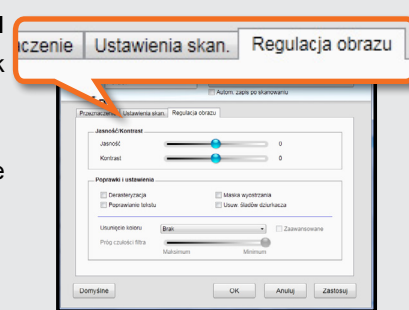 czenie Ustawienia skan. Regulacja obrazu
k
Autom. zapis po skanowaniu
e
Przeznaczenie Ustawienia skan. Regulacja obrazu
Jasność/Kontrast
Jasność 0
Kontrast 0
Poprawki i ustawienia
Derasteryzacja Maska wyostrzania
Poprawianie tekstu Usuw. śladów dziurkacza
Usunięcie koloru Brak Zaawansowane
Próg czułości filtra
Maksimum Minimum
Domyślne OK Anuluj Zastosuj